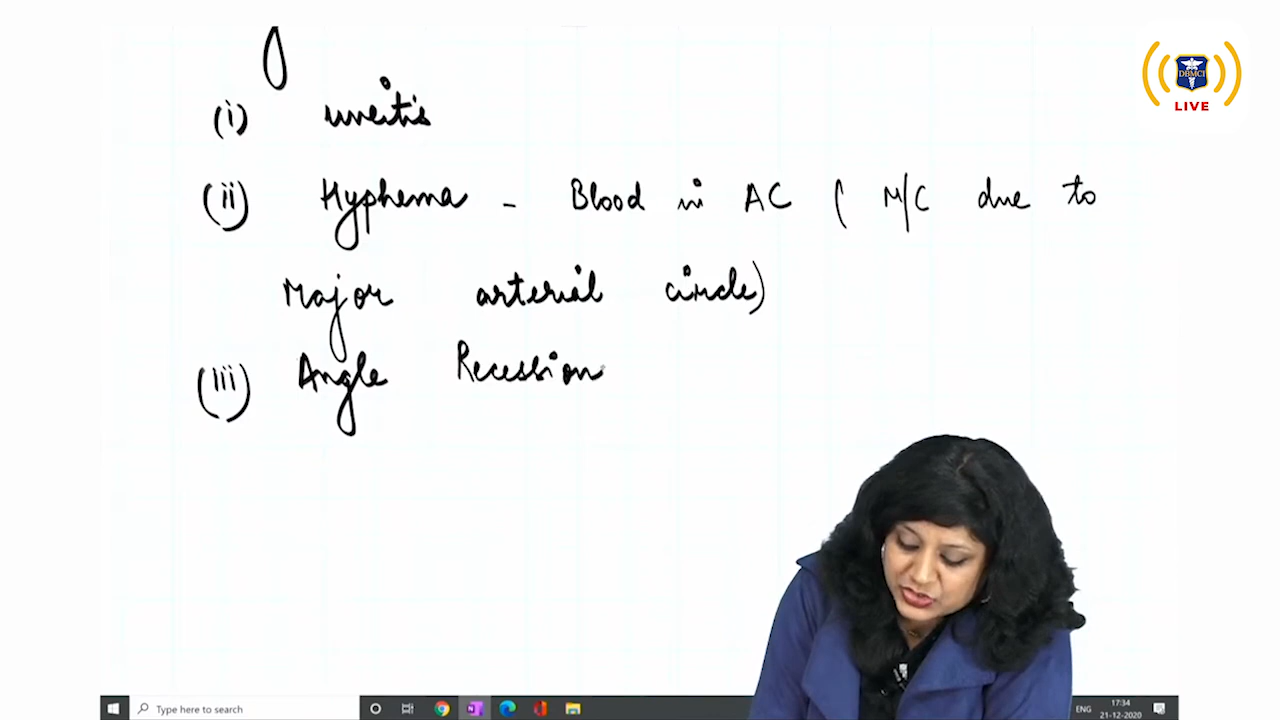 DBMCI
LIVE
(i) uveitis
(ii) Hyphema - Blood in AC ( M/C due to
Major arterial circle)
(iii) Angle Recession
Type here to search
ENG
17:34
21-12-2020